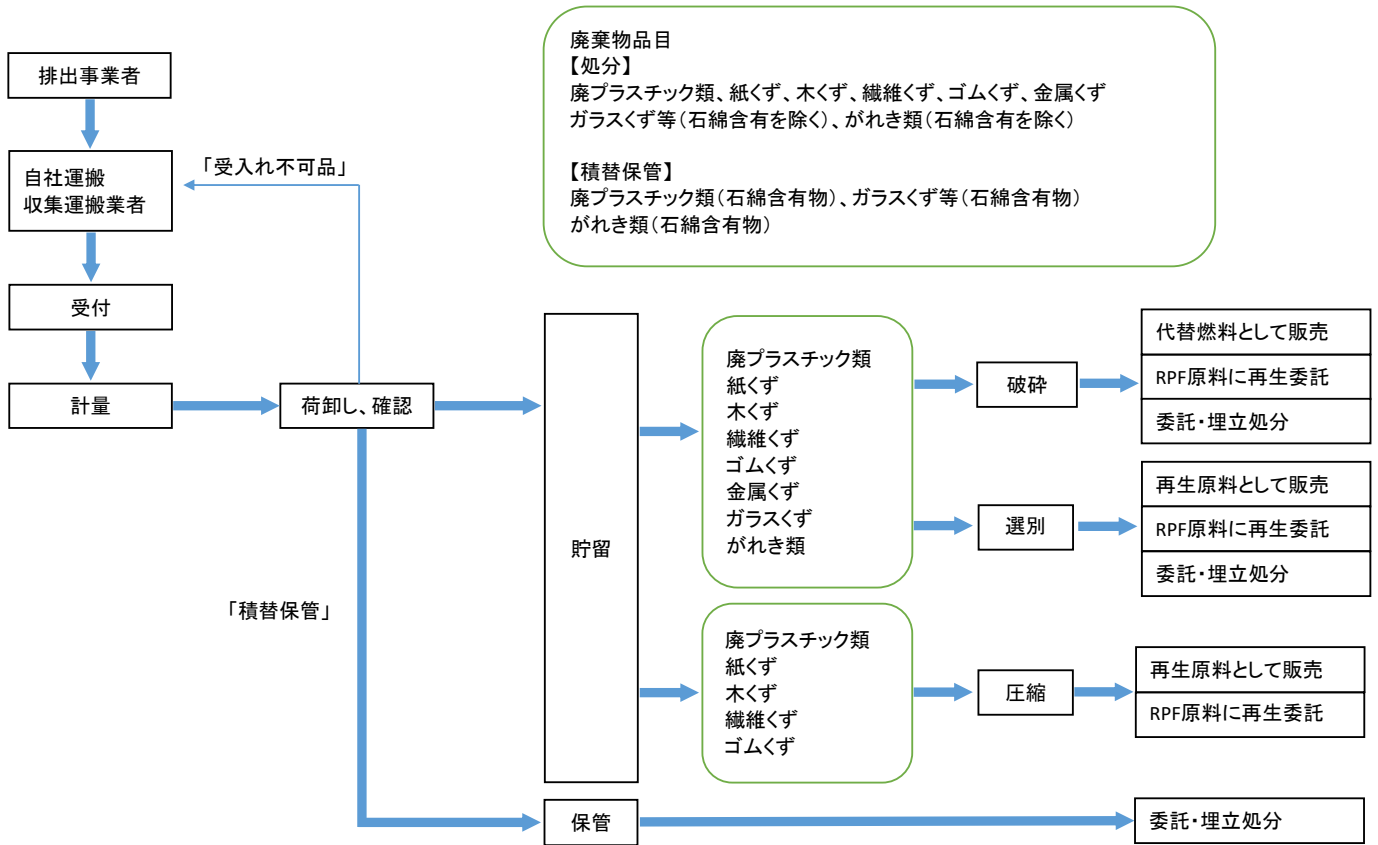 廃棄物品目
【処分】
廃プラスチック類、紙くず、木くず、繊維くず、ゴムくず、金属くず
ガラスくず等(石綿含有を除く)、がれき類(石綿含有を除く)
【積替保管】
廃プラスチック類(石綿含有物)、ガラスくず等(石綿含有物)
がれき類(石綿含有物)
排出事業者
自社運搬
収集運搬業者
「受入れ不可品」
受付
計量
荷卸し、確認
「積替保管」
貯留
廃プラスチック類
紙くず
木くず
繊維くず
ゴムくず
金属くず
ガラスくず
がれき類
破砕
代替燃料として販売
RPF原料に再生委託
委託・埋立処分
選別
再生原料として販売
RPF原料に再生委託
委託・埋立処分
廃プラスチック類
紙くず
木くず
繊維くず
ゴムくず
圧縮
再生原料として販売
RPF原料に再生委託
保管
委託・埋立処分